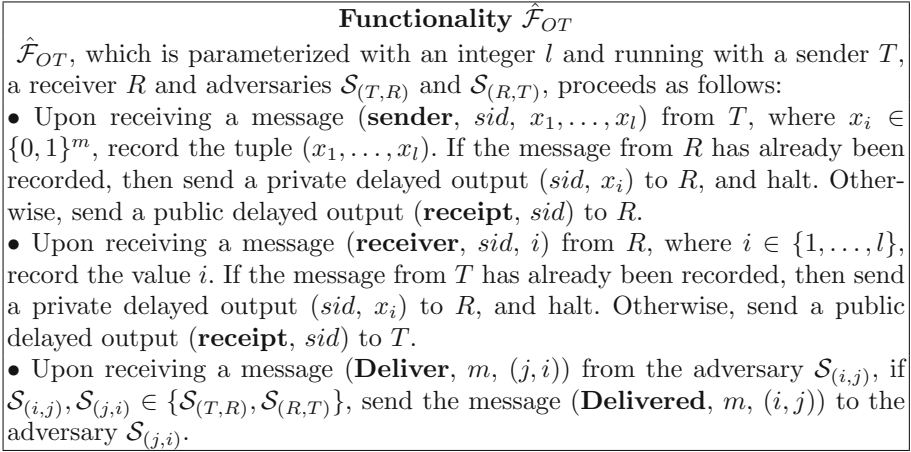 Functionality $\hat{\mathcal{F}}_{OT}$
$\hat{\mathcal{F}}_{OT}$, which is parameterized with an integer $l$ and running with a sender $T$,
a receiver $R$ and adversaries $\mathcal{S}_{(T,R)}$ and $\mathcal{S}_{(R,T)}$, proceeds as follows:
• Upon receiving a message (sender, sid, $x_1, \ldots, x_l$) from $T$, where $x_i \in$
$\{0,1\}^m$, record the tuple $(x_1, \ldots, x_l)$. If the message from $R$ has already been
recorded, then send a private delayed output (sid, $x_i$) to $R$, and halt. Other-
wise, send a public delayed output (receipt, sid) to $R$.
• Upon receiving a message (receiver, sid, $i$) from $R$, where $i \in \{1, \ldots, l\}$,
record the value $i$. If the message from $T$ has already been recorded, then send
a private delayed output (sid, $x_i$) to $R$, and halt. Otherwise, send a public
delayed output (receipt, sid) to $T$.
• Upon receiving a message (Deliver, $m$, $(j,i)$) from the adversary $\mathcal{S}_{(i,j)}$, if
$\mathcal{S}_{(i,j)}, \mathcal{S}_{(j,i)} \in \{\mathcal{S}_{(T,R)}, \mathcal{S}_{(R,T)}\}$, send the message (Delivered, $m$, $(i,j)$) to the
adversary $\mathcal{S}_{(j,i)}$.